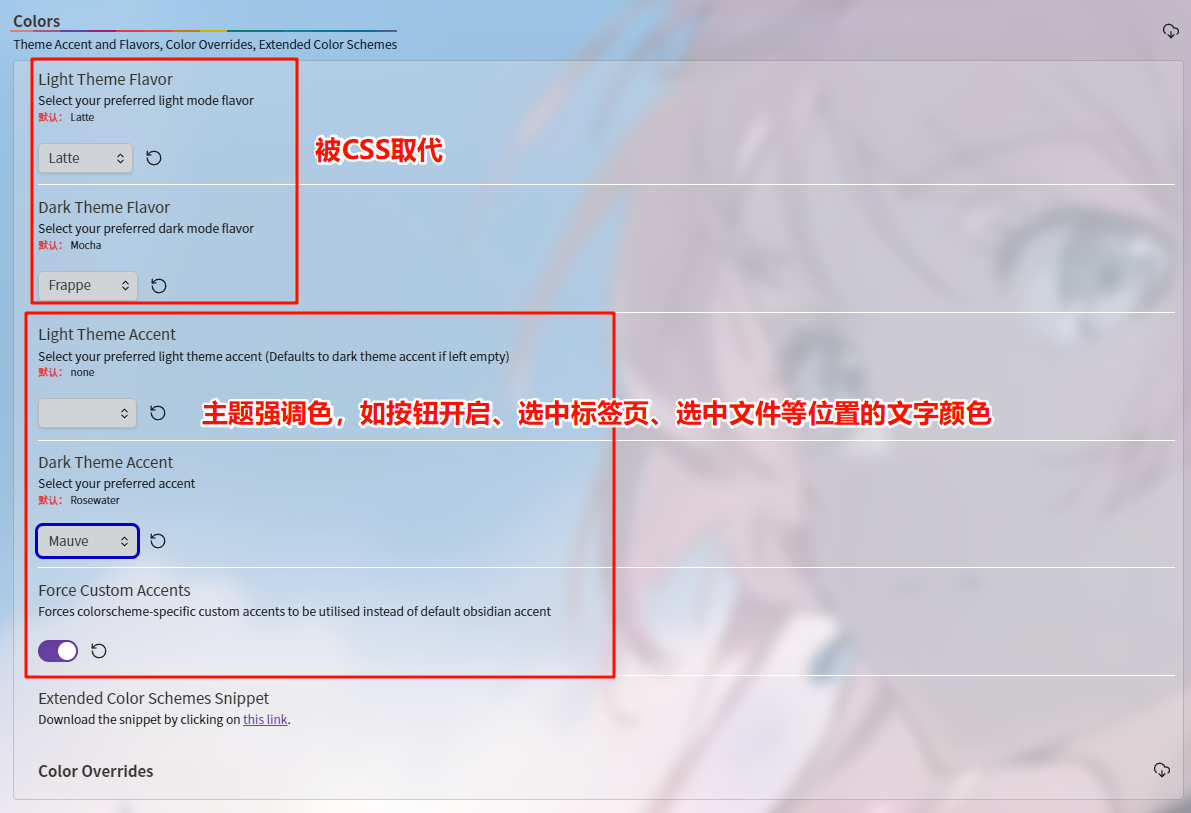 Colors
Theme Accent and Flavors, Color Overrides, Extended Color Schemes
Light Theme Flavor
Select your preferred light mode flavor
默认： Latte
被CSS取代
Latte
Dark Theme Flavor
Select your preferred dark mode flavor
默认： Mocha
Frappe
Light Theme Accent
Select your preferred light theme accent (Defaults to dark theme accent if left empty)
默认： none
主题强调色，如按钮开启、选中标签页、选中文件等位置的文字颜色
Dark Theme Accent
Select your preferred accent
默认： Rosewater
Mauve
Force Custom Accents
Forces colorscheme-specific custom accents to be utilised instead of default obsidian accent
Extended Color Schemes Snippet
Download the snippet by clicking on this link.
Color Overrides